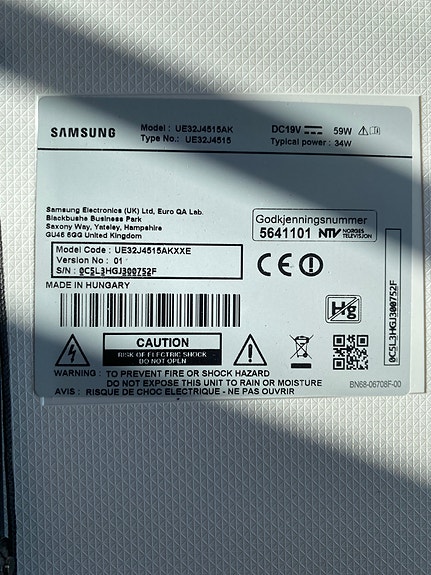 SAMSUNG
Model : UE32J4515AK
Type No.: UE32J4515
DC19V 59W
Typical power : 34W
Samsung Electronics (UK) Ltd, Euro QA Lab.
Blackbushe Business Park
Saxony Way, Yateley, Hampshire
GU46 6GG United Kingdom
Godkjenningsnummer
5641101 NTV NORGES TELEVISION
Model Code : UE32J4515AKXXE
Version No : 01
S/N : 0C5L3HGJ300752F
CE
MADE IN HUNGARY
Hg
0C5L3HGJ300752F
CAUTION
RISK OF ELECTRIC SHOCK
DO NOT OPEN
WARNING : TO PREVENT FIRE OR SHOCK HAZARD
DO NOT EXPOSE THIS UNIT TO RAIN OR MOISTURE
AVIS : RISQUE DE CHOC ELECTRIQUE - NE PAS OUVRIR
BN68-06708F-00